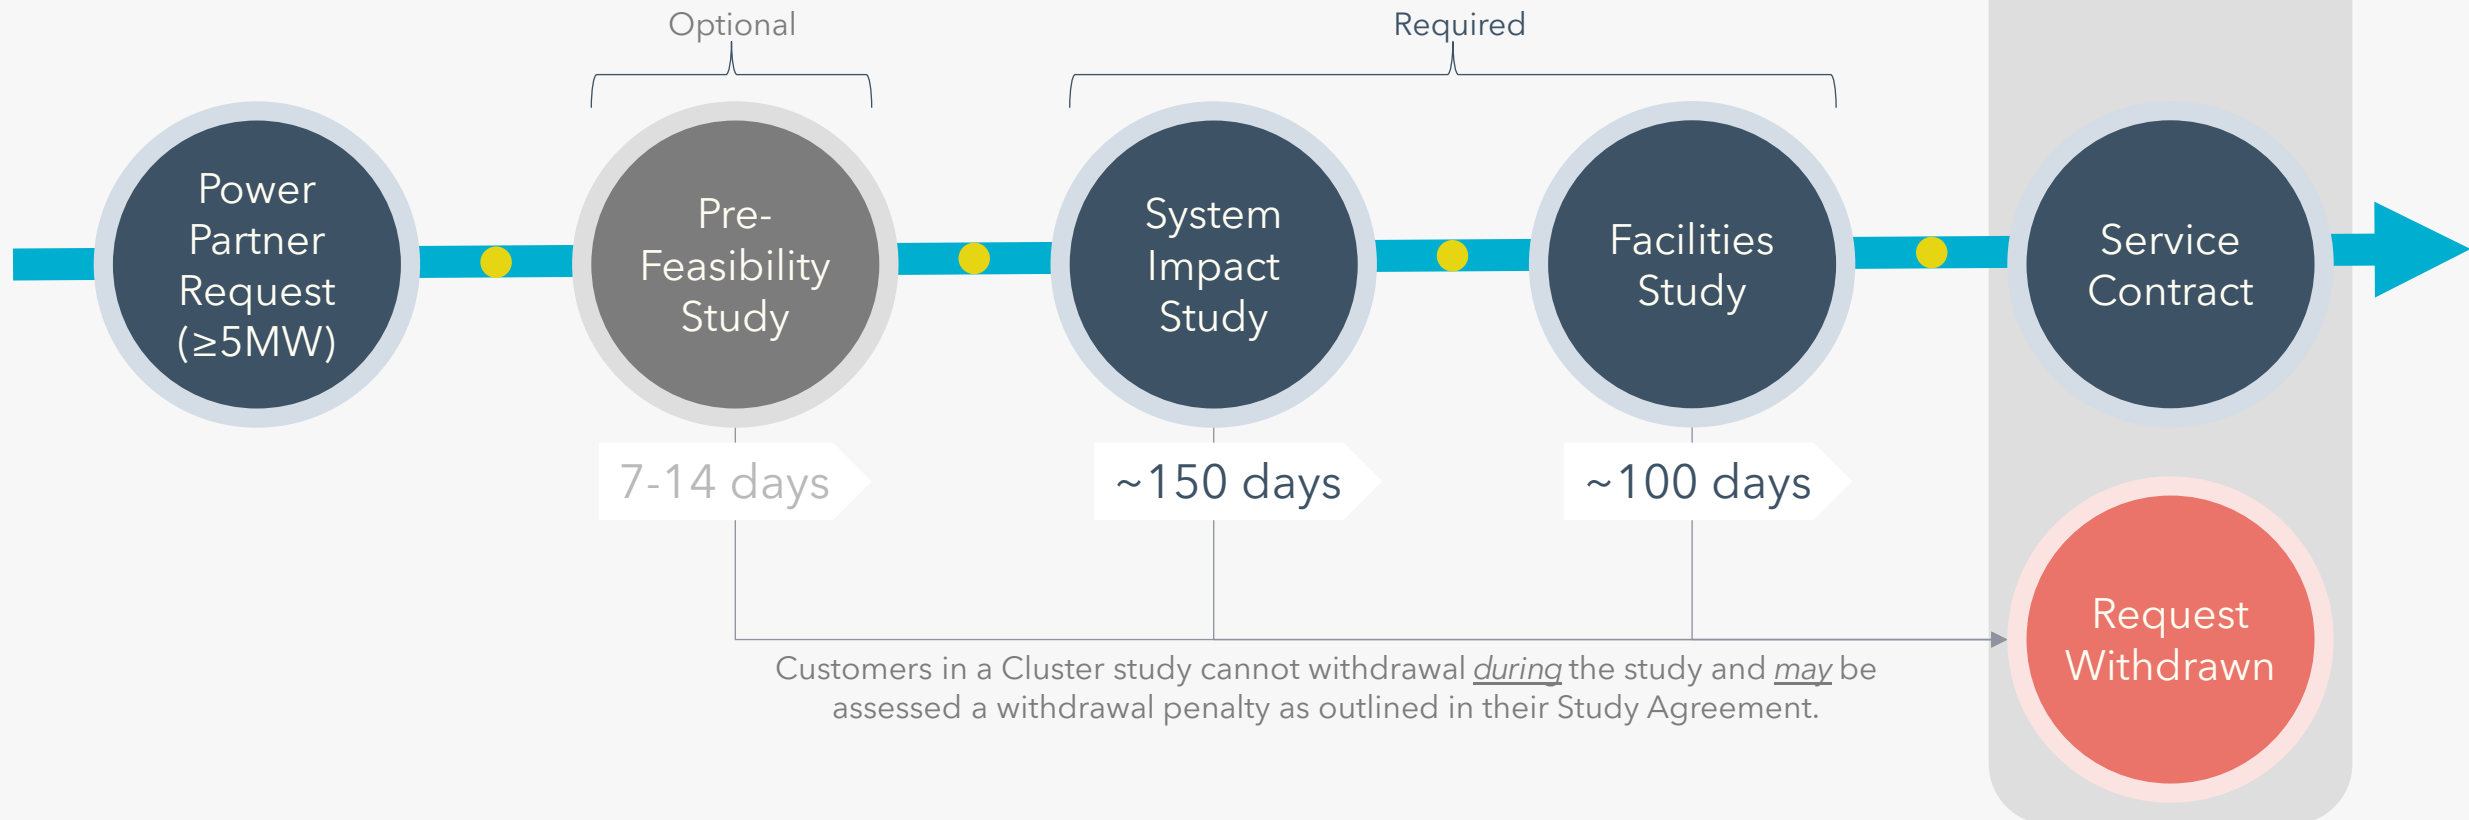 Optional
Required
Power
Partner
Request
(≥5MW)
Pre-
Feasibility
Study
System
Impact
Study
Facilities
Study
Service
Contract
7-14 days
~150 days
~100 days
Request
Withdrawn
Customers in a Cluster study cannot withdrawal during the study and may be
assessed a withdrawal penalty as outlined in their Study Agreement.